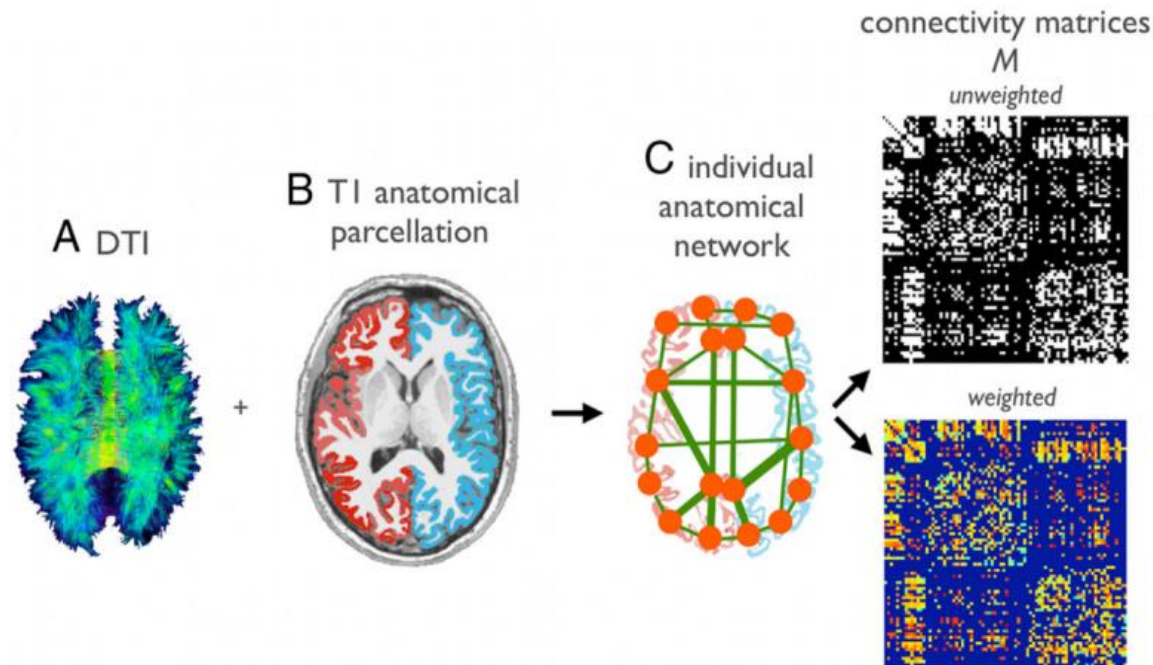 A DTI
+
B T1 anatomical
parcellation
C individual
anatomical
network
connectivity matrices
M
unweighted
weighted